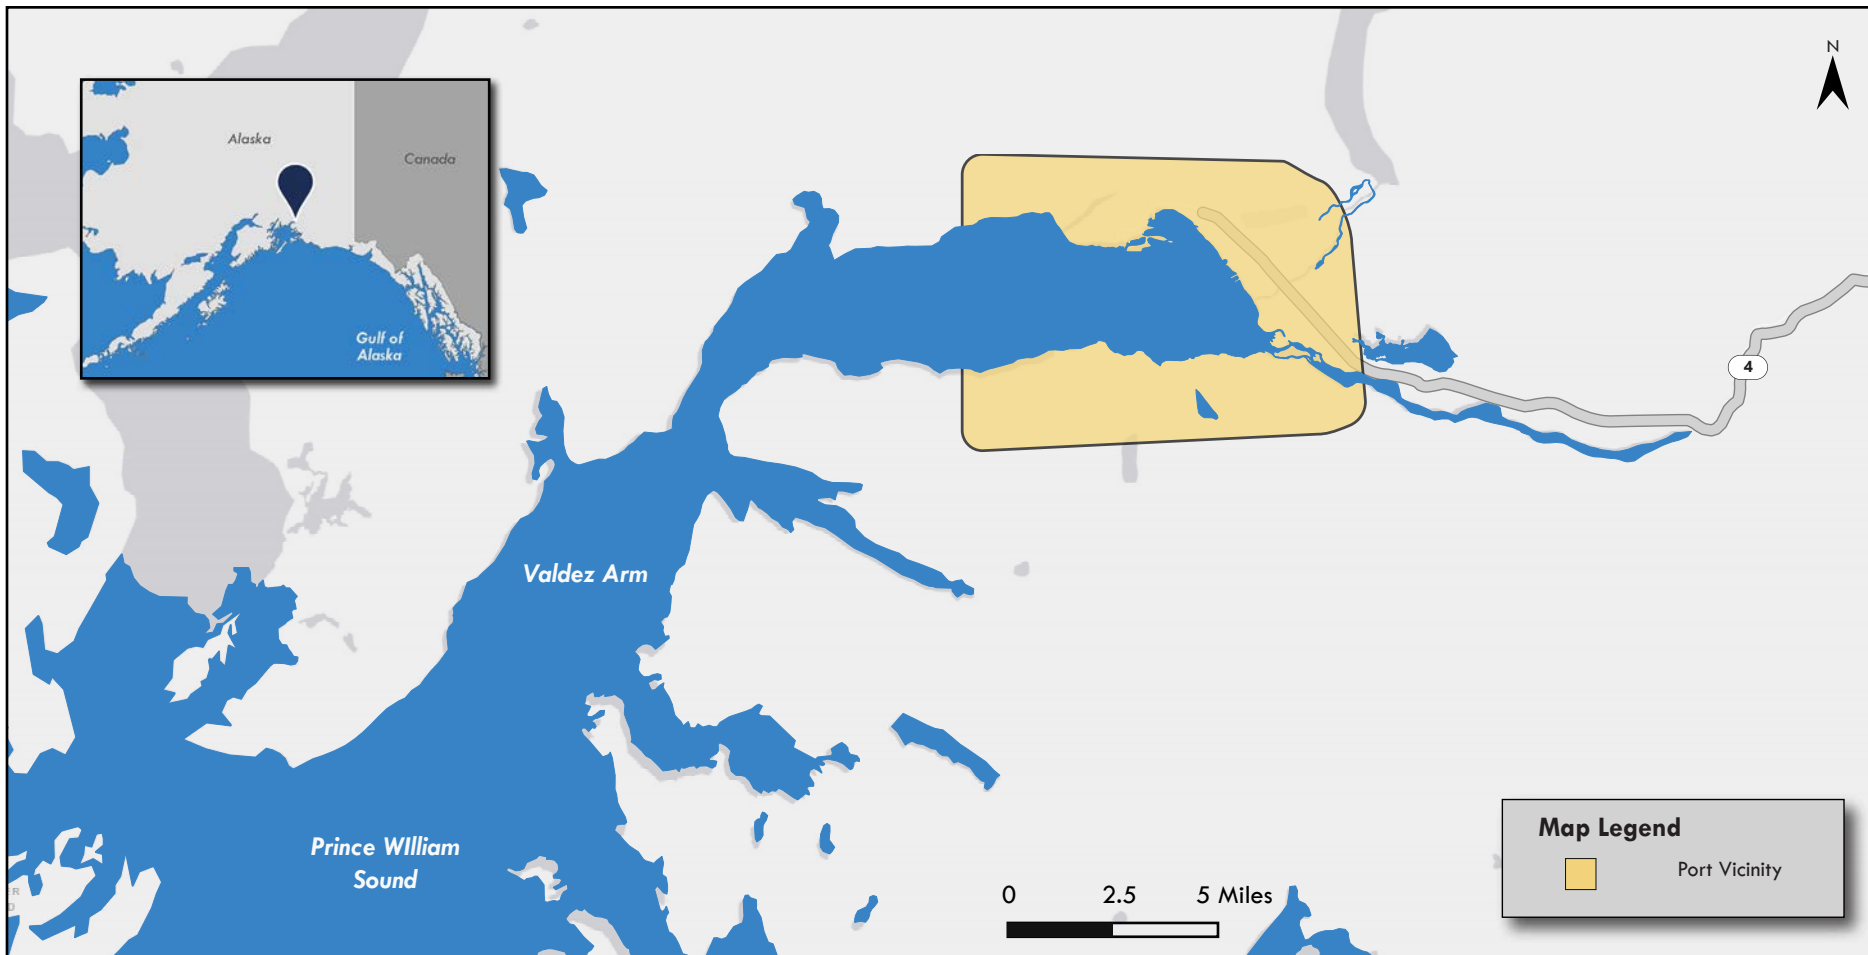 N
Alaska
Canada
Gulf of
Alaska
4
Valdez Arm
Prince WIlliam
Sound
0 2.5 5 Miles
Map Legend
Port Vicinity
ER